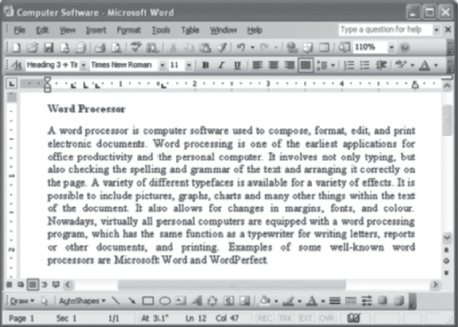 Computer Software - Microsoft Word
File Edit View Insert Format Tools Table Window Help Type a question for help
110%
Heading 3 + Ti Times New Roman 11 B I U
Word Processor
A word processor is computer software used to compose, format, edit, and print
electronic documents. Word processing is one of the earliest applications for
office productivity and the personal computer. It involves not only typing, but
also checking the spelling and grammar of the text and arranging it correctly on
the page. A variety of different typefaces is available for a variety of effects. It is
possible to include pictures, graphs, charts and many other things within the text
of the document. It also allows for changes in margins, fonts, and colour.
Nowadays, virtually all personal computers are equipped with a word processing
program, which has the same function as a typewriter for writing letters, reports
or other documents, and printing. Examples of some well-known word
processors are Microsoft Word and WordPerfect.
Draw AutoShapes
Page 1 Sec 1 1/1 At 3.1" Ln 12 Col 47 REC TRK EXT OVR